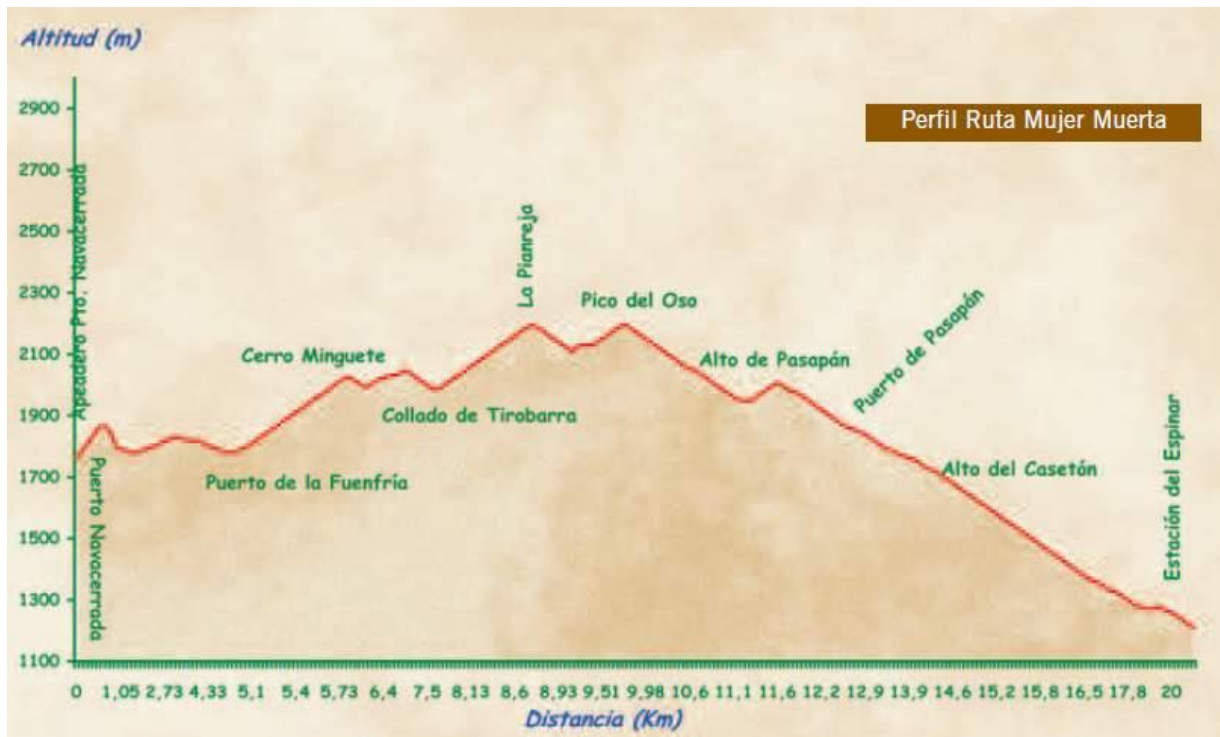 Altitud (m)
Perfil Ruta Mujer Muerta
2900
2700
2500
2300
2100
1900
1700
1500
1300
1100
Apeadero Pto. Navacerrada
Puerto Navacerrada
Puerto de la Fuenfría
Cerro Minguete
Collado de Tirobarra
La Pianreja
Pico del Oso
Alto de Pasapán
Puerto de Pasapán
Alto del Casetón
Estación del Espinar
0 1,05 2,73 4,33 5,1 5,4 5,73 6,4 7,5 8,13 8,6 8,93 9,51 9,98 10,6 11,1 11,6 12,2 12,9 13,9 14,6 15,2 15,8 16,5 17,8 20
Distancia (Km)